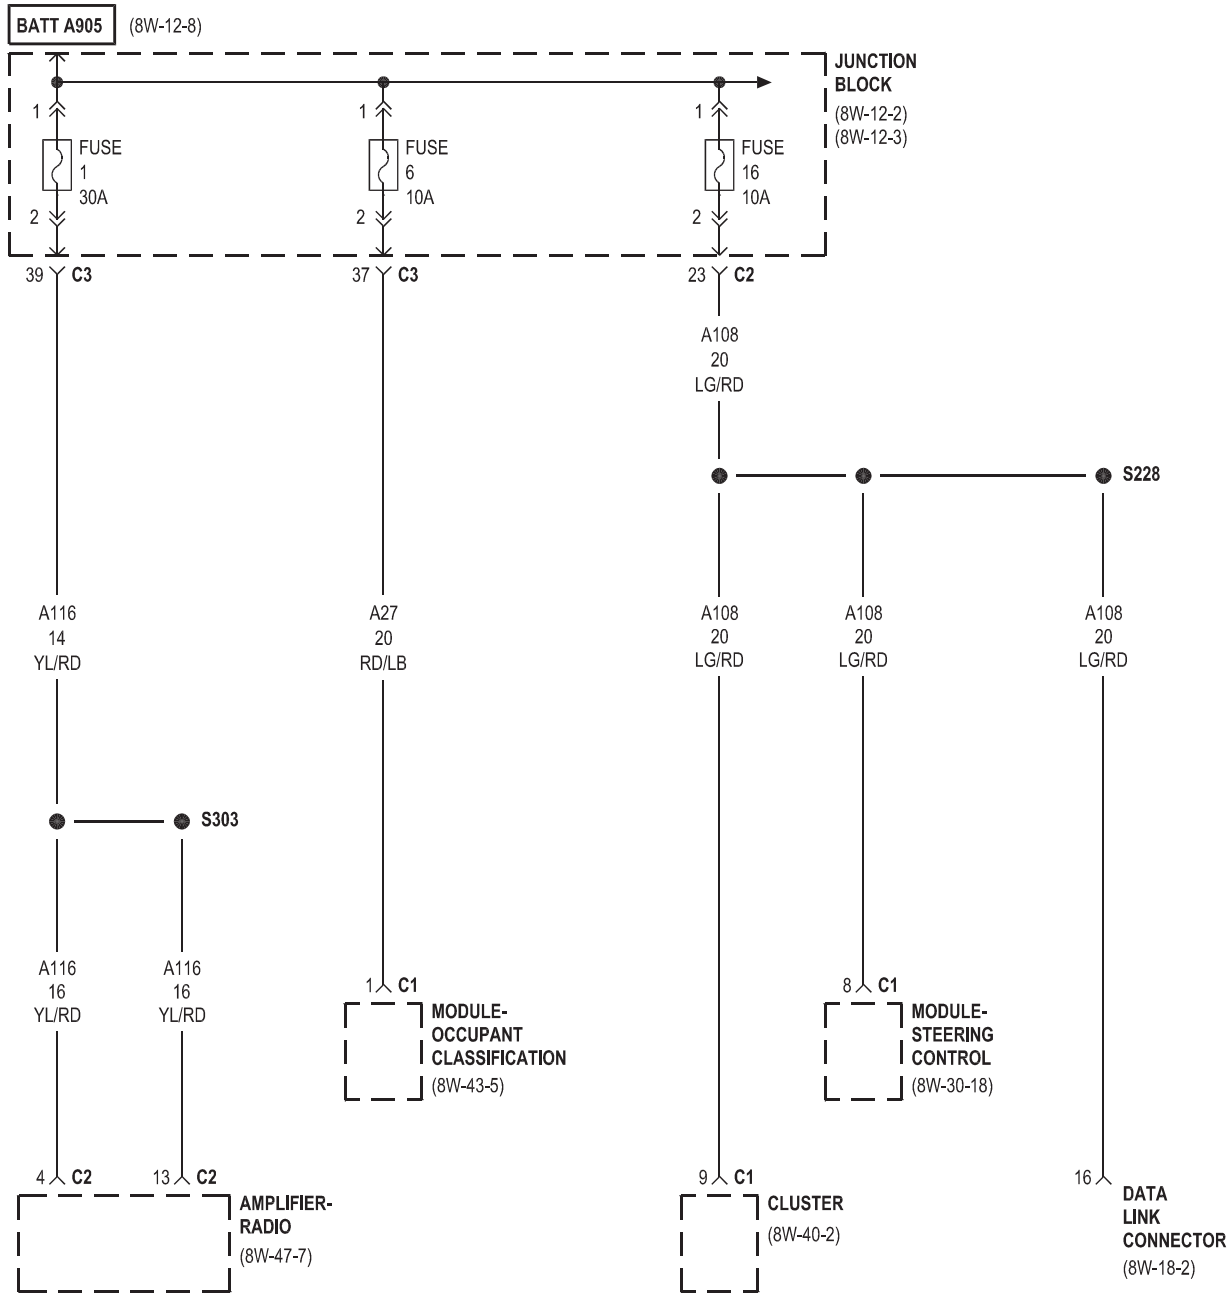 BATT A905 (8W-12-8)
JUNCTION
BLOCK
(8W-12-2)
(8W-12-3)
1
FUSE
1
30A
2
1
FUSE
6
10A
2
1
FUSE
16
10A
2
39 C3
37 C3
23 C2
A108
20
LG/RD
S228
A116
14
YL/RD
A27
20
RD/LB
A108
20
LG/RD
A108
20
LG/RD
A108
20
LG/RD
S303
A116
16
YL/RD
A116
16
YL/RD
1 C1
MODULE-
OCCUPANT
CLASSIFICATION
(8W-43-5)
8 C1
MODULE-
STEERING
CONTROL
(8W-30-18)
4 C2
13 C2
AMPLIFIER-
RADIO
(8W-47-7)
9 C1
CLUSTER
(8W-40-2)
16
DATA
LINK
CONNECTOR
(8W-18-2)